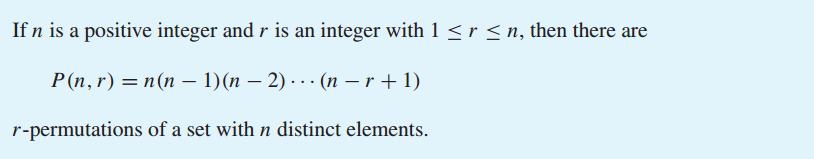 If n is a positive integer and r is an integer with 1 ≤ r ≤ n, then there are
P(n, r) = n(n − 1)(n − 2) · · · (n − r + 1)
r-permutations of a set with n distinct elements.